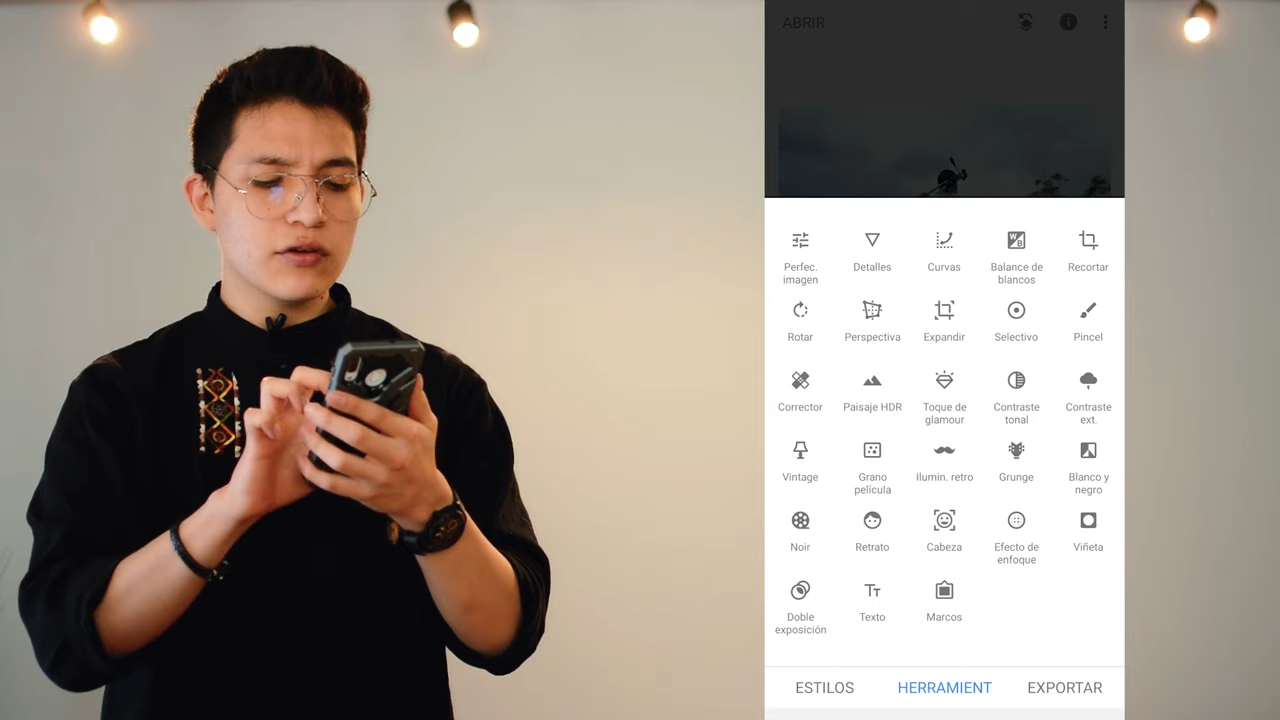 ABRIR
Perfec.
imagen
Detalles
Curvas
Balance de
blancos
Recortar
Rotar
Perspectiva
Expandir
Selectivo
Pincel
Corrector
Paisaje HDR
Toque de
glamour
Contraste
tonal
Contraste
ext.
Vintage
Grano
película
Ilumin. retro
Grunge
Blanco y
negro
Noir
Retrato
Cabeza
Efecto de
enfoque
Viñeta
Doble
exposición
Texto
Marcos
ESTILOS
HERRAMIENT
EXPORTAR